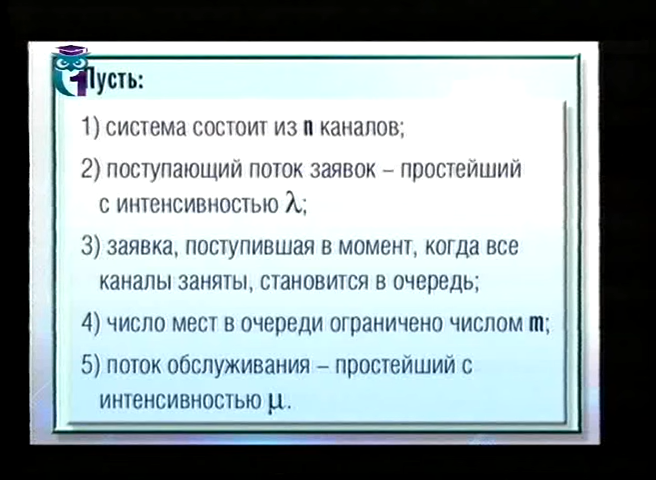 Пусть:
1) система состоит из n каналов;
2) поступающий поток заявок – простейший
с интенсивностью λ;
3) заявка, поступившая в момент, когда все
каналы заняты, становится в очередь;
4) число мест в очереди ограничено числом m;
5) поток обслуживания – простейший с
интенсивностью μ.